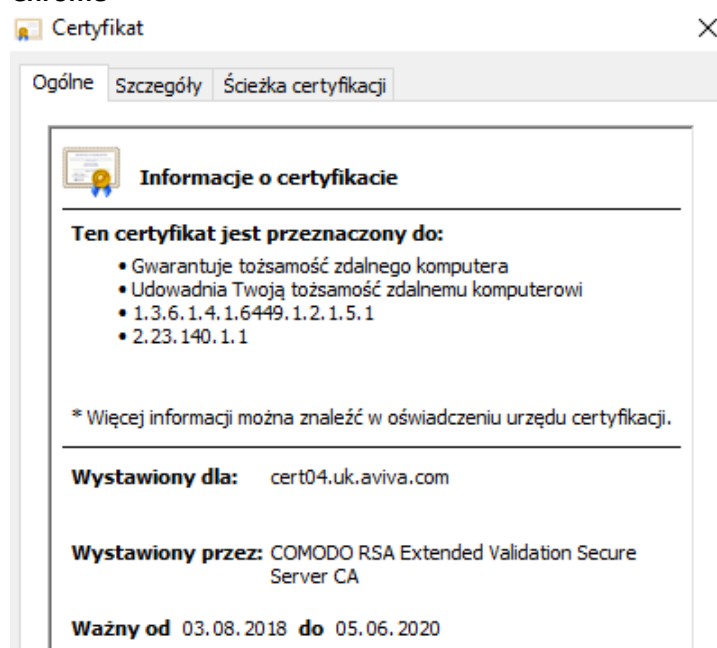 Chrome
Certyfikat
Ogólne Szczegóły Ścieżka certyfikacji
Informacje o certyfikacie
Ten certyfikat jest przeznaczony do:
• Gwarantuje tożsamość zdalnego komputera
• Udowadnia Twoją tożsamość zdalnemu komputerowi
• 1.3.6.1.4.1.6449.1.2.1.5.1
• 2.23.140.1.1
* Więcej informacji można znaleźć w oświadczeniu urzędu certyfikacji.
Wystawiony dla: cert04.uk.aviva.com
Wystawiony przez: COMODO RSA Extended Validation Secure
Server CA
Ważny od 03.08.2018 do 05.06.2020